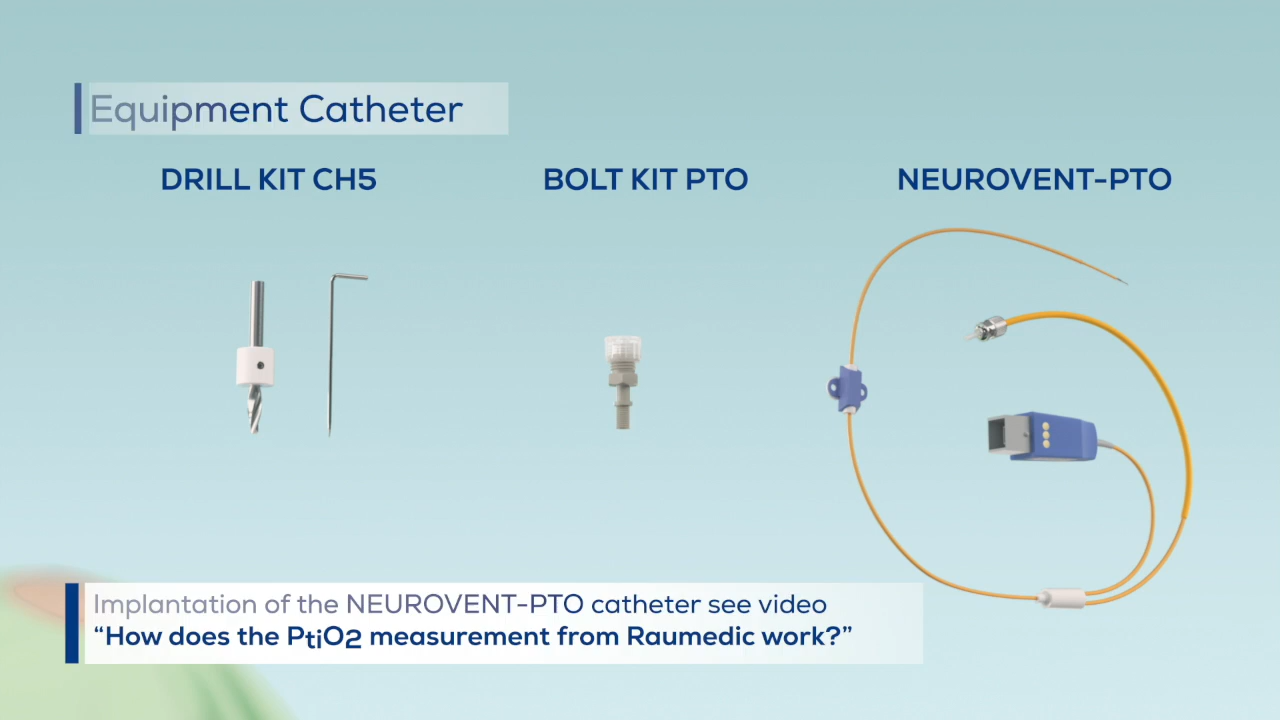 Equipment Catheter
DRILL KIT CH5
BOLT KIT PTO
NEUROVENT-PTO
Implantation of the NEUROVENT-PTO catheter see video
“How does the PtiO2 measurement from Raumedic work?”